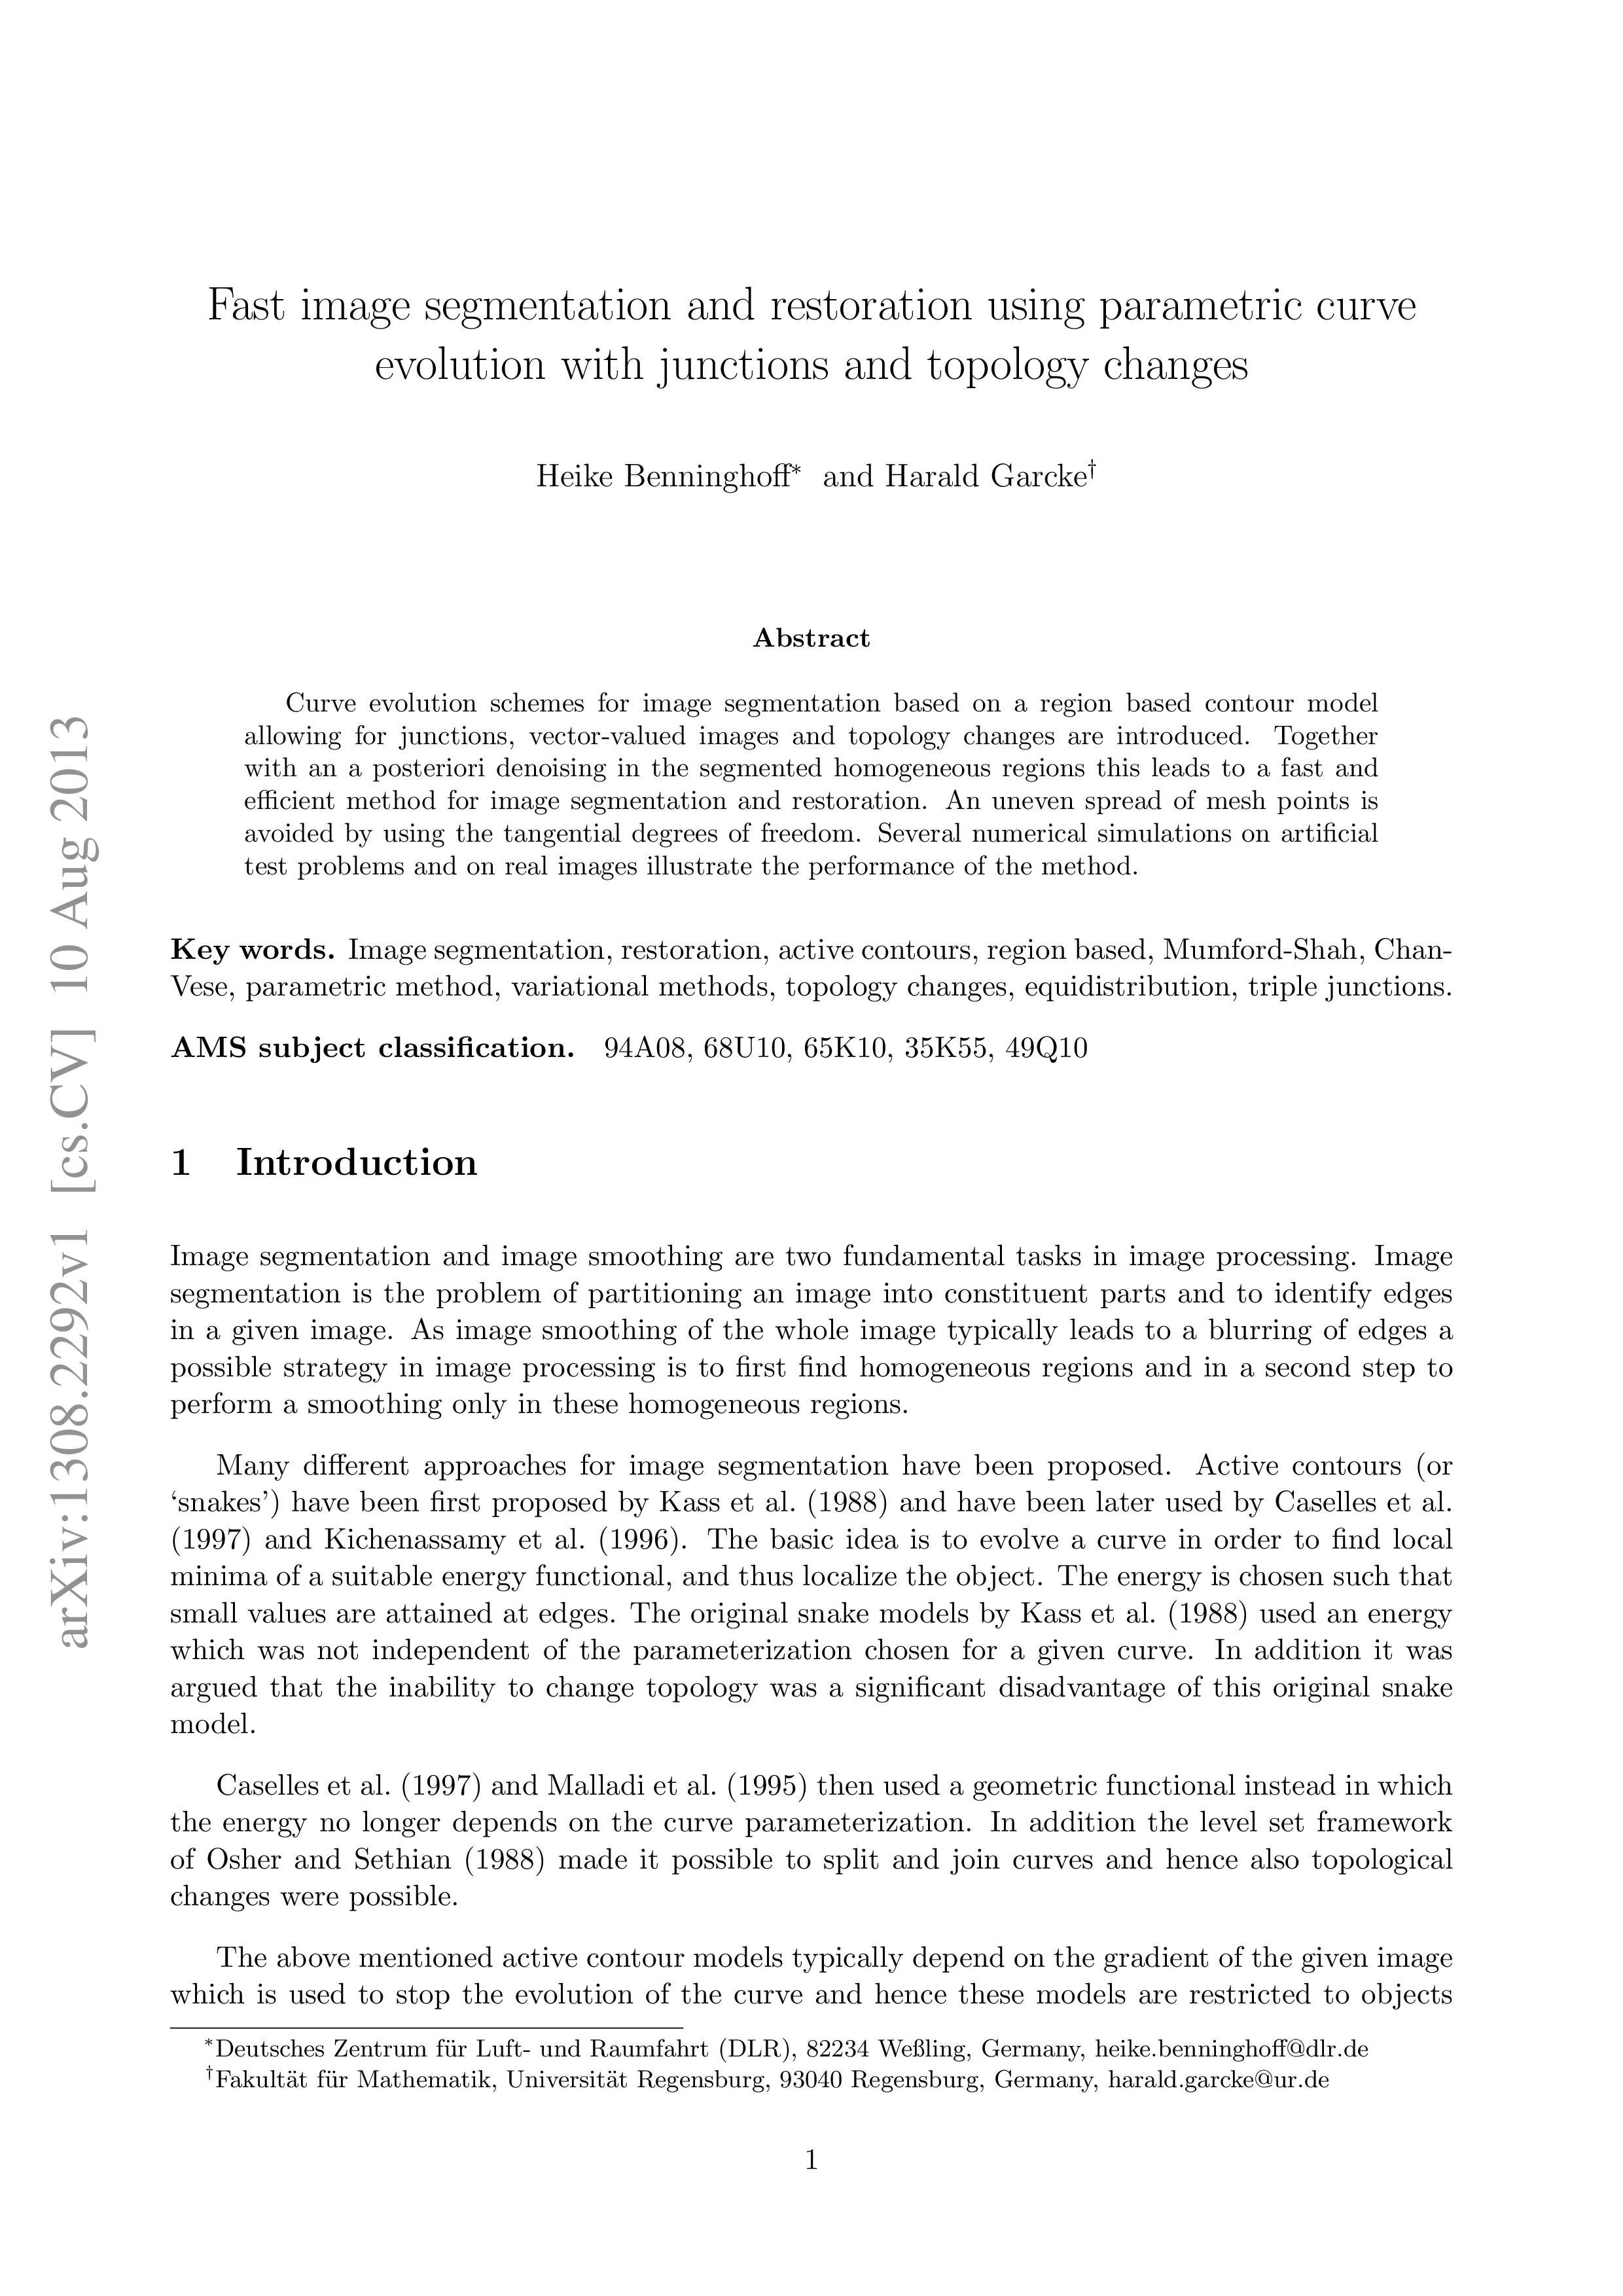 Fast image segmentation and restoration using parametric curve
evolution with junctions and topology changes
Heike Benninghoff* and Harald Garcke†
Abstract
Curve evolution schemes for image segmentation based on a region based contour model
allowing for junctions, vector-valued images and topology changes are introduced. Together
with an a posteriori denoising in the segmented homogeneous regions this leads to a fast and
efficient method for image segmentation and restoration. An uneven spread of mesh points is
avoided by using the tangential degrees of freedom. Several numerical simulations on artificial
test problems and on real images illustrate the performance of the method.
Key words. Image segmentation, restoration, active contours, region based, Mumford-Shah, Chan-
Vese, parametric method, variational methods, topology changes, equidistribution, triple junctions.
AMS subject classification. 94A08, 68U10, 65K10, 35K55, 49Q10
1 Introduction
Image segmentation and image smoothing are two fundamental tasks in image processing. Image
segmentation is the problem of partitioning an image into constituent parts and to identify edges
in a given image. As image smoothing of the whole image typically leads to a blurring of edges a
possible strategy in image processing is to first find homogeneous regions and in a second step to
perform a smoothing only in these homogeneous regions.
Many different approaches for image segmentation have been proposed. Active contours (or
‘snakes’) have been first proposed by Kass et al. (1988) and have been later used by Caselles et al.
(1997) and Kichenassamy et al. (1996). The basic idea is to evolve a curve in order to find local
minima of a suitable energy functional, and thus localize the object. The energy is chosen such that
small values are attained at edges. The original snake models by Kass et al. (1988) used an energy
which was not independent of the parameterization chosen for a given curve. In addition it was
argued that the inability to change topology was a significant disadvantage of this original snake
model.
Caselles et al. (1997) and Malladi et al. (1995) then used a geometric functional instead in which
the energy no longer depends on the curve parameterization. In addition the level set framework
of Osher and Sethian (1988) made it possible to split and join curves and hence also topological
changes were possible.
The above mentioned active contour models typically depend on the gradient of the given image
which is used to stop the evolution of the curve and hence these models are restricted to objects
*Deutsches Zentrum für Luft- und Raumfahrt (DLR), 82234 Weßling, Germany, heike.benninghoff@dlr.de
†Fakultät für Mathematik, Universität Regensburg, 93040 Regensburg, Germany, harald.garcke@ur.de
1
arXiv:1308.2292v1 [cs.CV] 10 Aug 2013